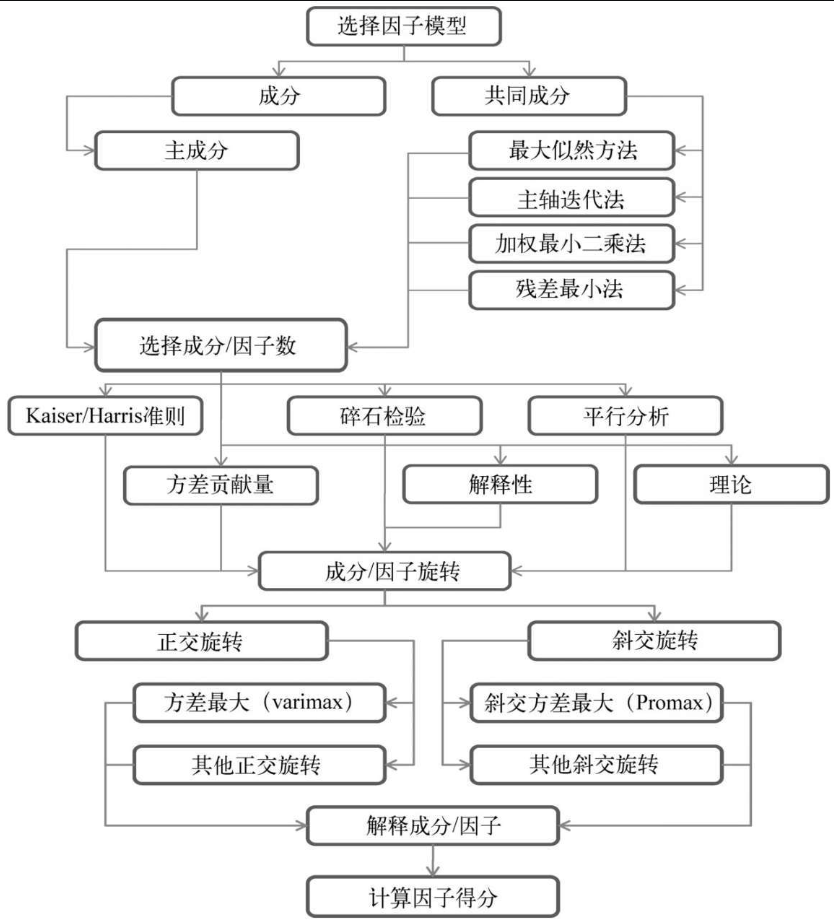 选择因子模型
成分
共同成分
主成分
最大似然方法
主轴迭代法
加权最小二乘法
残差最小法
选择成分/因子数
Kaiser/Harris准则
碎石检验
平行分析
方差贡献量
解释性
理论
成分/因子旋转
正交旋转
斜交旋转
方差最大（varimax）
斜交方差最大（Promax）
其他正交旋转
其他斜交旋转
解释成分/因子
计算因子得分